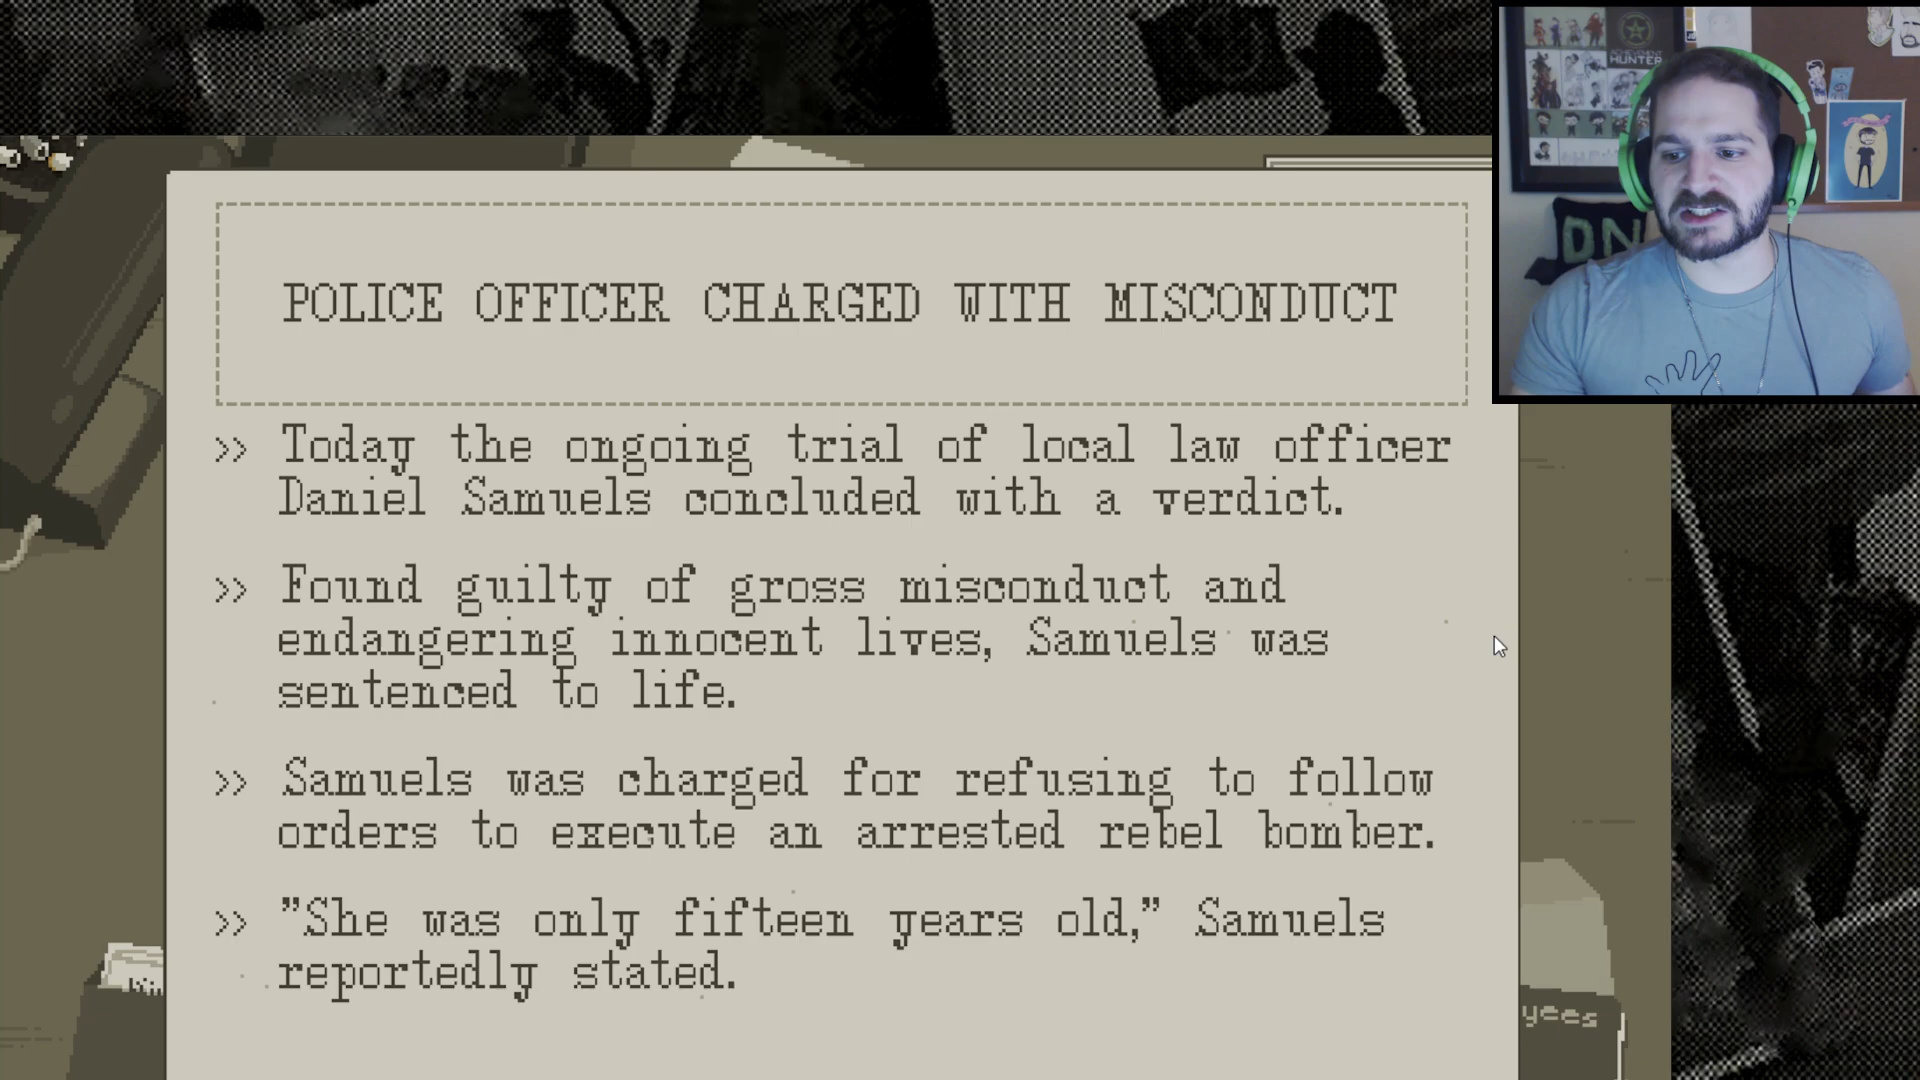 ACHIEVEMENT
HUNTER
DN
POLICE OFFICER CHARGED WITH MISCONDUCT
>> Today the ongoing trial of local law officer
Daniel Samuels concluded with a verdict.
>> Found guilty of gross misconduct and
endangering innocent lives, Samuels was
sentenced to life.
>> Samuels was charged for refusing to follow
orders to execute an arrested rebel bomber.
>> "She was only fifteen years old," Samuels
reportedly stated.
yees